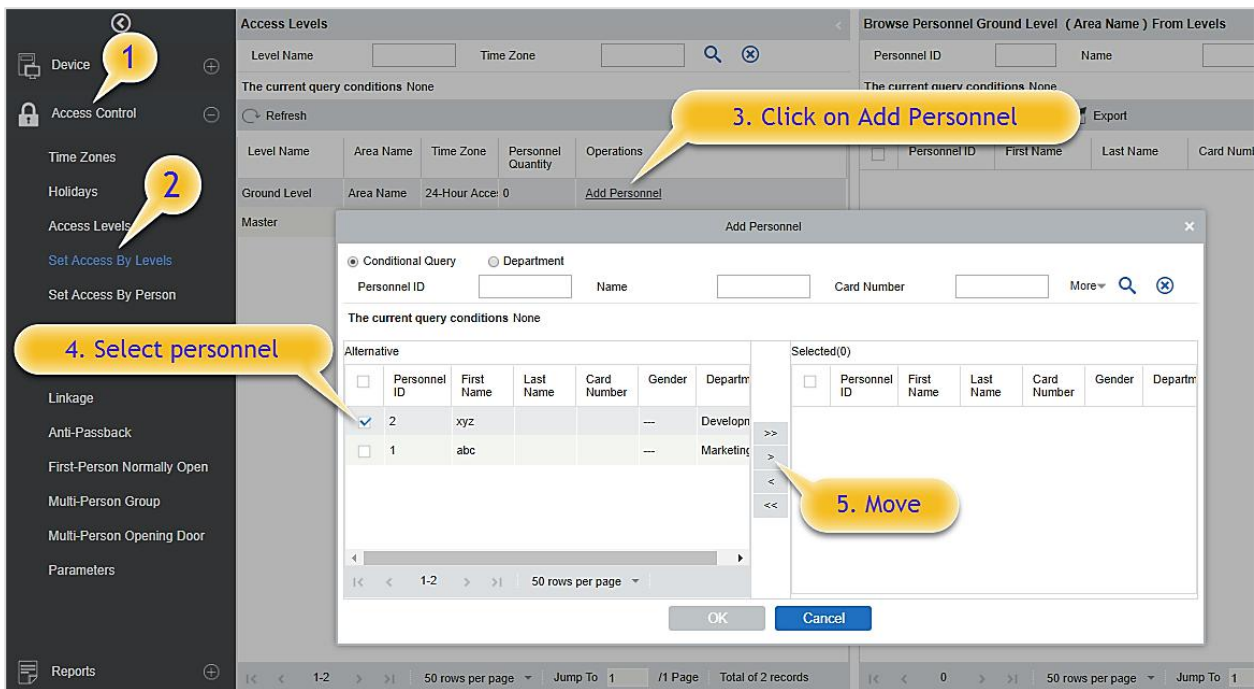 1
Device
Access Control
Time Zones
Holidays
2
Access Levels
Set Access By Levels
Set Access By Person
4. Select personnel
Linkage
Anti-Passback
First-Person Normally Open
Multi-Person Group
Multi-Person Opening Door
Parameters
Reports
Access Levels
Level Name Time Zone
The current query conditions None
Refresh
3. Click on Add Personnel
Level Name Area Name Time Zone Personnel Quantity Operations
Ground Level Area Name 24-Hour Acce 0 Add Personnel
Master
Browse Personnel Ground Level ( Area Name ) From Levels
Personnel ID Name
The current query conditions None
Export
Personnel ID First Name Last Name Card Num
Add Personnel
Conditional Query Department
Personnel ID Name Card Number More
The current query conditions None
Alternative
Personnel ID First Name Last Name Card Number Gender Departm
2 xyz --- Developm
1 abc --- Marketing
>>
>
<
<<
5. Move
Selected(0)
Personnel ID First Name Last Name Card Number Gender Departm
1-2 50 rows per page
OK Cancel
1-2 50 rows per page Jump To 1 /1 Page Total of 2 records
0 50 rows per page Jump To 1